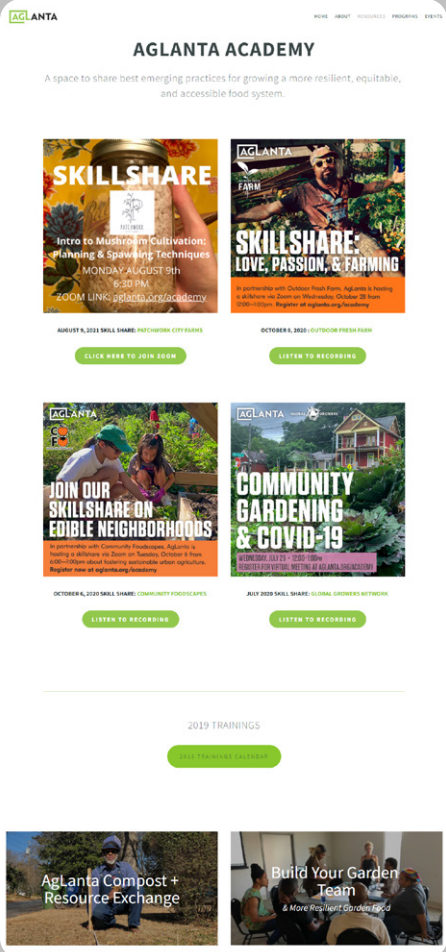 AGLANTA
HOME ABOUT RESOURCES PROGRAMS EVENTS
AGLANTA ACADEMY
A space to share best emerging practices for growing a more resilient, equitable,
and accessible food system.
SKILLSHARE
PATCHWORK
Intro to Mushroom Cultivation:
Planning & Spawning Techniques
MONDAY AUGUST 9th
6:30 PM
ZOOM LINK: aglanta.org/academy
AGLANTA
FARM
SKILLSHARE:
LOVE, PASSION, & FARMING
In partnership with Outdoor Fresh Farm, AgLanta is hosting
a skillshare via Zoom on Wednesday, October 28 from
12:00-1:00pm. Register at aglanta.org/academy
AUGUST 9, 2021 SKILL SHARE: PATCHWORK CITY FARMS
CLICK HERE TO JOIN ZOOM
OCTOBER 6, 2020 : OUTDOOR FRESH FARM
LISTEN TO RECORDING
AGLANTA
JOIN OUR
SKILLSHARE ON
EDIBLE NEIGHBORHOODS
In partnership with Community Foodscapes, AgLanta is
hosting a skillshare via Zoom on Tuesday, October 6 from
6:00-7:00pm about fostering sustainable urban agriculture.
Register now at aglanta.org/academy
AGLANTA
GLOBAL GROWERS
COMMUNITY
GARDENING
& COVID-19
WEDNESDAY, JULY 29 • 12:00-1:00PM
REGISTER FOR VIRTUAL MEETING AT AGLANTA.ORG/ACADEMY
OCTOBER 6, 2020 SKILL SHARE: COMMUNITY FOODSCAPES
LISTEN TO RECORDING
JULY 2020 SKILL SHARE: GLOBAL GROWERS NETWORK
LISTEN TO RECORDING
2019 TRAININGS
TRAININGS CALENDAR
AgLanta Compost +
Resource Exchange
Build Your Garden
Team
& More Resilient Garden Food